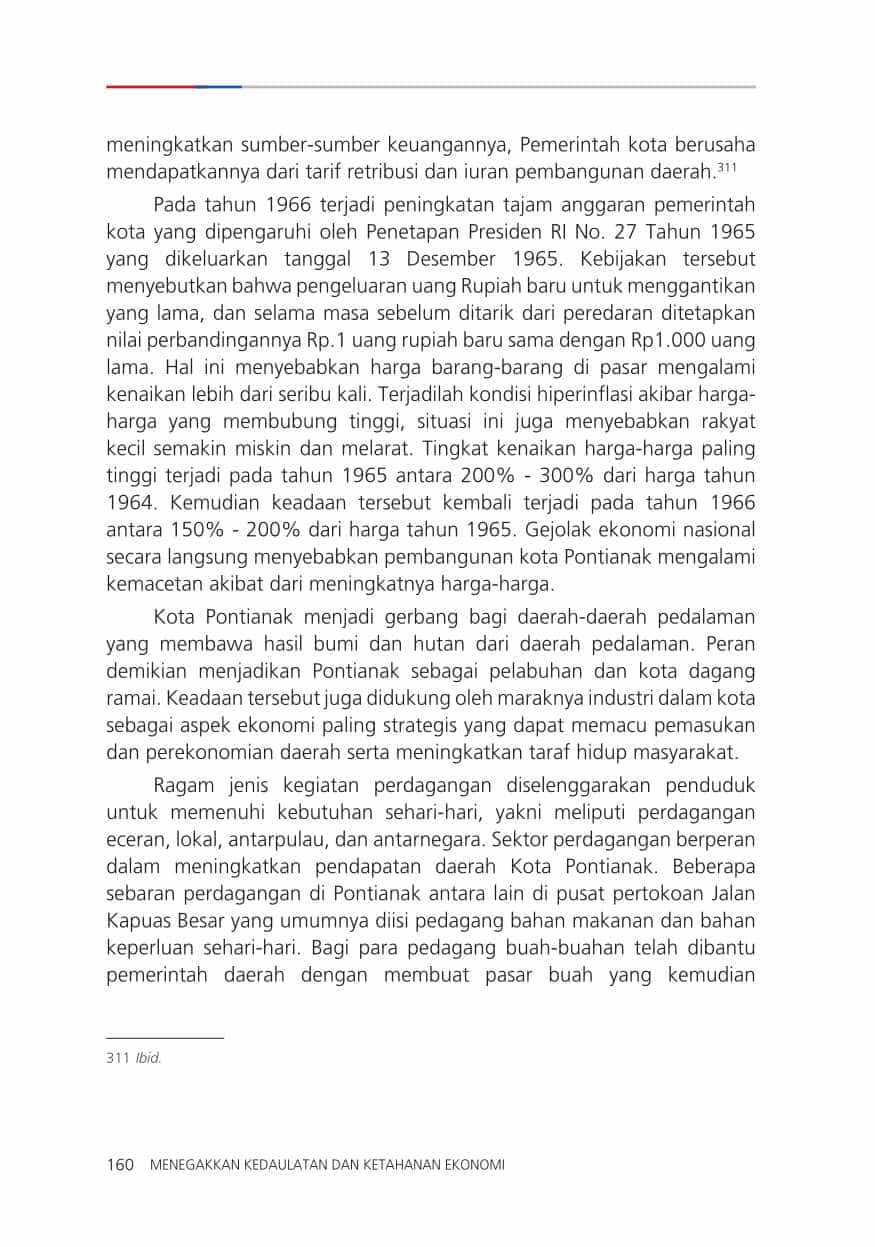 meningkatkan sumber-sumber keuangannya, Pemerintah kota berusaha
mendapatkannya dari tarif retribusi dan iuran pembangunan daerah.311
Pada tahun 1966 terjadi peningkatan tajam anggaran pemerintah
kota yang dipengaruhi oleh Penetapan Presiden RI No. 27 Tahun 1965
yang dikeluarkan tanggal 13 Desember 1965. Kebijakan tersebut
menyebutkan bahwa pengeluaran uang Rupiah baru untuk menggantikan
yang lama, dan selama masa sebelum ditarik dari peredaran ditetapkan
nilai perbandingannya Rp.1 uang rupiah baru sama dengan Rp1.000 uang
lama. Hal ini menyebabkan harga barang-barang di pasar mengalami
kenaikan lebih dari seribu kali. Terjadilah kondisi hiperinflasi akibar harga-
harga yang membubung tinggi, situasi ini juga menyebabkan rakyat
kecil semakin miskin dan melarat. Tingkat kenaikan harga-harga paling
tinggi terjadi pada tahun 1965 antara 200% - 300% dari harga tahun
1964. Kemudian keadaan tersebut kembali terjadi pada tahun 1966
antara 150% - 200% dari harga tahun 1965. Gejolak ekonomi nasional
secara langsung menyebabkan pembangunan kota Pontianak mengalami
kemacetan akibat dari meningkatnya harga-harga.
Kota Pontianak menjadi gerbang bagi daerah-daerah pedalaman
yang membawa hasil bumi dan hutan dari daerah pedalaman. Peran
demikian menjadikan Pontianak sebagai pelabuhan dan kota dagang
ramai. Keadaan tersebut juga didukung oleh maraknya industri dalam kota
sebagai aspek ekonomi paling strategis yang dapat memacu pemasukan
dan perekonomian daerah serta meningkatkan taraf hidup masyarakat.
Ragam jenis kegiatan perdagangan diselenggarakan penduduk
untuk memenuhi kebutuhan sehari-hari, yakni meliputi perdagangan
eceran, lokal, antarpulau, dan antarnegara. Sektor perdagangan berperan
dalam meningkatkan pendapatan daerah Kota Pontianak. Beberapa
sebaran perdagangan di Pontianak antara lain di pusat pertokoan Jalan
Kapuas Besar yang umumnya diisi pedagang bahan makanan dan bahan
keperluan sehari-hari. Bagi para pedagang buah-buahan telah dibantu
pemerintah daerah dengan membuat pasar buah yang kemudian
311 Ibid.
160 MENEGAKKAN KEDAULATAN DAN KETAHANAN EKONOMI